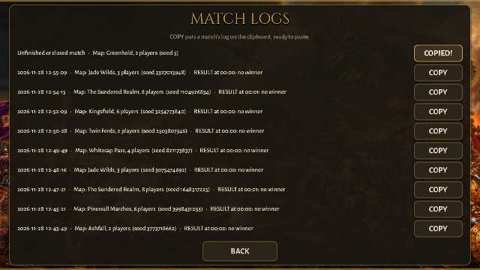 MATCH LOGS
COPY puts a match's log on the clipboard, ready to paste.
Unfinished or closed match - Map: Greenhold, 2 players (seed 5) COPIED!
2026-11-28 12:55:09 - Map: Jade Wilds, 3 players - RESULT at 00:00: no winner COPY
2026-11-28 12:54:13 - Map: The Sundered Realm, 8 players - RESULT at 00:00: no winner COPY
2026-11-28 12:52:09 - Map: Kingsfield, 6 players - RESULT at 00:00: no winner COPY
2026-11-28 12:50:28 - Map: Twin Fords, 2 players - RESULT at 00:00: no winner COPY
2026-11-28 12:49:49 - Map: Whitecap Pass, 4 players - RESULT at 00:00: no winner COPY
2026-11-28 12:48:16 - Map: Jade Wilds, 3 players - RESULT at 00:00: no winner COPY
2026-11-28 12:47:21 - Map: The Sundered Realm, 8 players - RESULT at 00:01: no winner COPY
2026-11-28 12:45:21 - Map: Pinemull Marches, 6 players - RESULT at 00:00: no winner COPY
2026-11-28 12:43:43 - Map: Ashfall, 2 players - RESULT at 00:00: no winner COPY
BACK